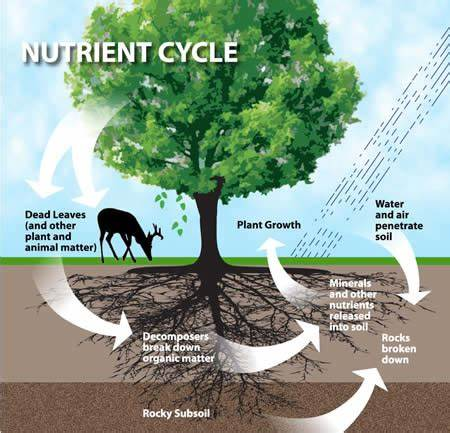 NUTRIENT CYCLE
Dead Leaves
(and other
plant and
animal matter)
Plant Growth
Water
and air
penetrate
soil
Decomposers
break down
organic matter
Minerals
and other
nutrients
released
into soil
Rocks
broken
down
Rocky Subsoil